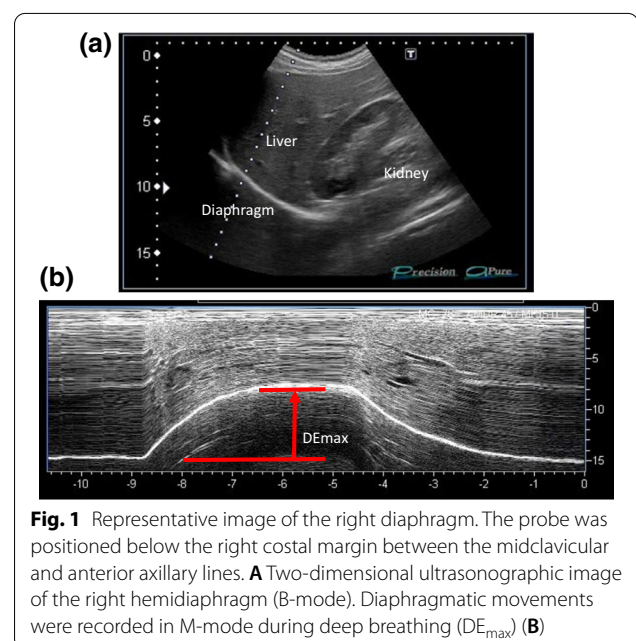 (a)
0
T
5
Liver
Kidney
10
Diaphragm
15
Precision APure
(b)
0
5
10
DEmax
15
-10 -9 -8 -7 -6 -5 -4 -3 -2 -1 0
Fig. 1 Representative image of the right diaphragm. The probe was
positioned below the right costal margin between the midclavicular
and anterior axillary lines. A Two-dimensional ultrasonographic image
of the right hemidiaphragm (B-mode). Diaphragmatic movements
were recorded in M-mode during deep breathing (DEmax) (B)